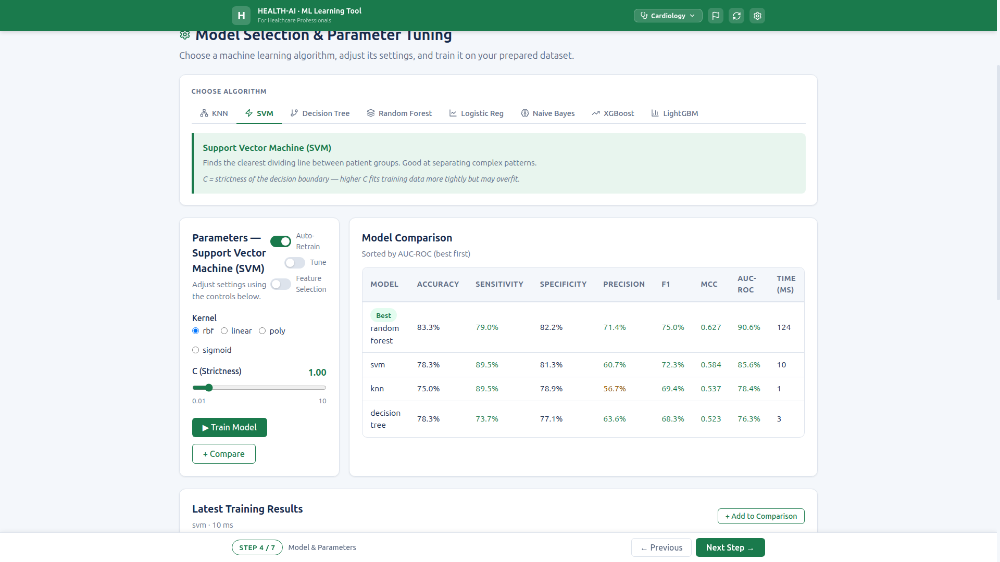 H
HEALTH-AI · ML Learning Tool
For Healthcare Professionals
Cardiology
Model Selection & Parameter Tuning
Choose a machine learning algorithm, adjust its settings, and train it on your prepared dataset.
CHOOSE ALGORITHM
KNN SVM Decision Tree Random Forest Logistic Reg Naive Bayes XGBoost LightGBM
Support Vector Machine (SVM)
Finds the clearest dividing line between patient groups. Good at separating complex patterns.
C = strictness of the decision boundary — higher C fits training data more tightly but may overfit.
Parameters —
Support Vector
Machine (SVM)
Adjust settings using
the controls below.
Auto-
Retrain
Tune
Feature
Selection
Kernel
rbf linear poly
sigmoid
C (Strictness) 1.00
0.01 10
▶ Train Model
+ Compare
Model Comparison
Sorted by AUC-ROC (best first)
MODEL ACCURACY SENSITIVITY SPECIFICITY PRECISION F1 MCC AUC-ROC TIME (MS)
Best
random forest 83.3% 79.0% 82.2% 71.4% 75.0% 0.627 90.6% 124
svm 78.3% 89.5% 81.3% 60.7% 72.3% 0.584 85.6% 10
knn 75.0% 89.5% 78.9% 56.7% 69.4% 0.537 78.4% 1
decision tree 78.3% 73.7% 77.1% 63.6% 68.3% 0.523 76.3% 3
Latest Training Results
svm · 10 ms
+ Add to Comparison
STEP 4 / 7 Model & Parameters
← Previous
Next Step →